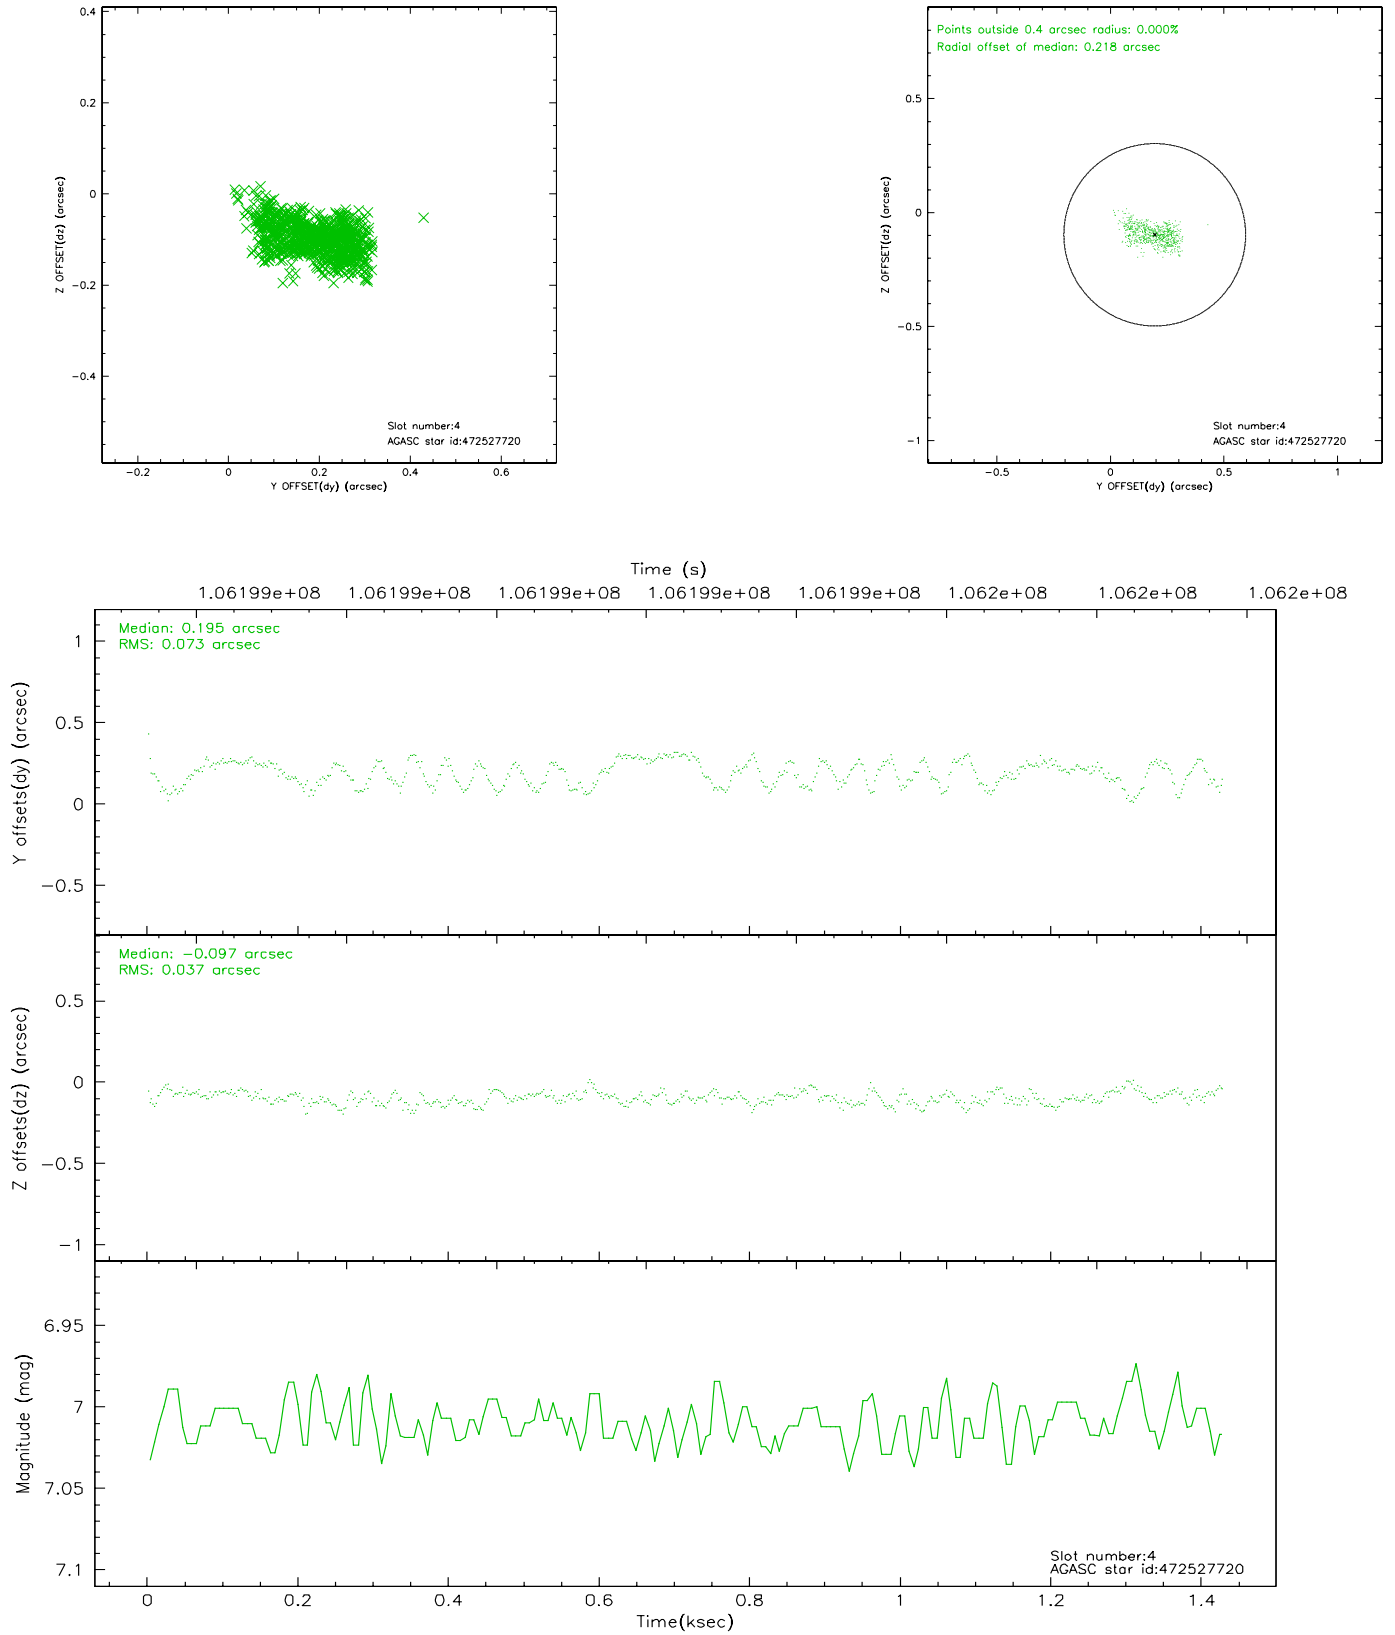 0.4
0.2
0
−0.2
−0.4
Z OFFSET(dz) (arcsec)
Slot number:4
AGASC star id:472527720
−0.2 0 0.2 0.4 0.6
Y OFFSET(dy) (arcsec)
Points outside 0.4 arcsec radius: 0.000%
Radial offset of median: 0.218 arcsec
0.5
0
−0.5
−1
Z OFFSET(dz) (arcsec)
Slot number:4
AGASC star id:472527720
−0.5 0 0.5 1
Y OFFSET(dy) (arcsec)
Time (s)
1.06199e+08 1.06199e+08 1.06199e+08 1.06199e+08 1.06199e+08 1.062e+08 1.062e+08 1.062e+08
Median: 0.195 arcsec
RMS: 0.073 arcsec
1
0.5
0
−0.5
Y offsets(dy) (arcsec)
Median: −0.097 arcsec
RMS: 0.037 arcsec
0.5
0
−0.5
−1
Z offsets(dz) (arcsec)
6.95
7
7.05
7.1
Magnitude (mag)
Slot number:4
AGASC star id:472527720
0 0.2 0.4 0.6 0.8 1 1.2 1.4
Time(ksec)